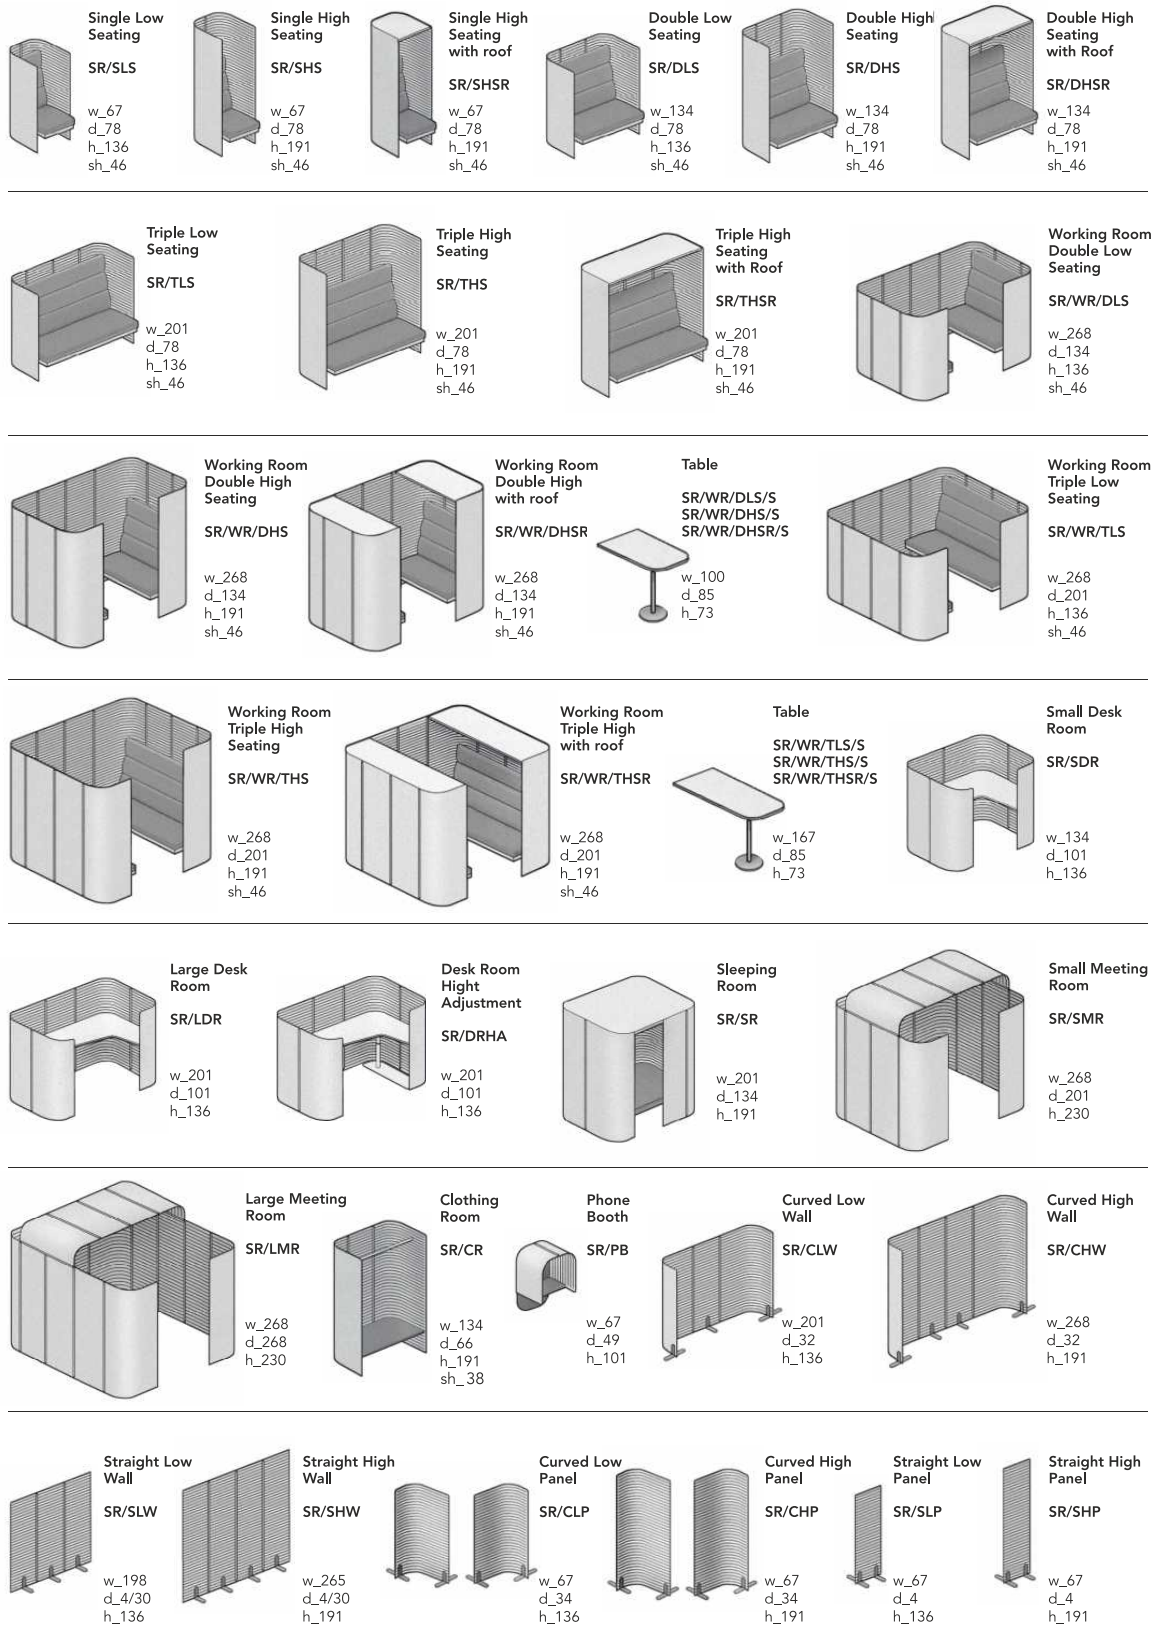 Single Low
Seating
SR/SLS
w_67
d_78
h_136
sh_46
Single High
Seating
SR/SHS
w_67
d_78
h_191
sh_46
Single High
Seating
with roof
SR/SHSR
w_67
d_78
h_191
sh_46
Double Low
Seating
SR/DLS
w_134
d_78
h_136
sh_46
Double High
Seating
SR/DHS
w_134
d_78
h_191
sh_46
Double High
Seating
with Roof
SR/DHSR
w_134
d_78
h_191
sh_46
Triple Low
Seating
SR/TLS
w_201
d_78
h_136
sh_46
Triple High
Seating
SR/THS
w_201
d_78
h_191
sh_46
Triple High
Seating
with Roof
SR/THSR
w_201
d_78
h_191
sh_46
Working Room
Double Low
Seating
SR/WR/DLS
w_268
d_134
h_136
sh_46
Working Room
Double High
Seating
SR/WR/DHS
w_268
d_134
h_191
sh_46
Working Room
Double High
with roof
SR/WR/DHSR
w_268
d_134
h_191
sh_46
Table
SR/WR/DLS/S
SR/WR/DHS/S
SR/WR/DHSR/S
w_100
d_85
h_73
Working Room
Triple Low
Seating
SR/WR/TLS
w_268
d_201
h_136
sh_46
Working Room
Triple High
Seating
SR/WR/THS
w_268
d_201
h_191
sh_46
Working Room
Triple High
with roof
SR/WR/THSR
w_268
d_201
h_191
sh_46
Table
SR/WR/TLS/S
SR/WR/THS/S
SR/WR/THSR/S
w_167
d_85
h_73
Small Desk
Room
SR/SDR
w_134
d_101
h_136
Large Desk
Room
SR/LDR
w_201
d_101
h_136
Desk Room
Hight
Adjustment
SR/DRHA
w_201
d_101
h_136
Sleeping
Room
SR/SR
w_201
d_134
h_191
Small Meeting
Room
SR/SMR
w_268
d_201
h_230
Large Meeting
Room
SR/LMR
w_268
d_268
h_230
Clothing
Room
SR/CR
w_134
d_66
h_191
sh_38
Phone
Booth
SR/PB
w_67
d_49
h_101
Curved Low
Wall
SR/CLW
w_201
d_32
h_136
Curved High
Wall
SR/CHW
w_268
d_32
h_191
Straight Low
Wall
SR/SLW
w_198
d_4/30
h_136
Straight High
Wall
SR/SHW
w_265
d_4/30
h_191
Curved Low
Panel
SR/CLP
w_67
d_34
h_136
Curved High
Panel
SR/CHP
w_67
d_34
h_191
Straight Low
Panel
SR/SLP
w_67
d_4
h_136
Straight High
Panel
SR/SHP
w_67
d_4
h_191